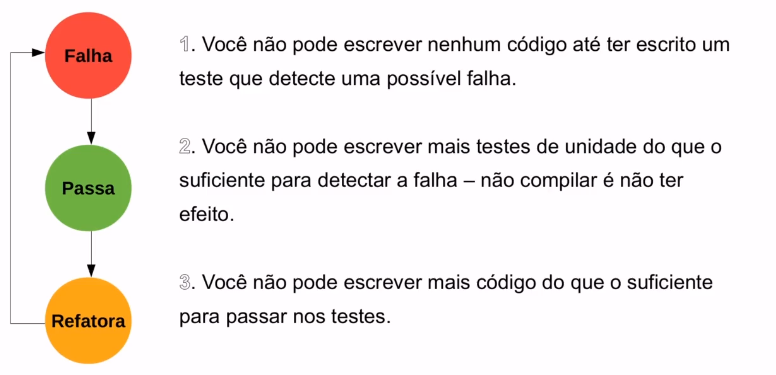 Falha
Passa
Refatora
1. Você não pode escrever nenhum código até ter escrito um
teste que detecte uma possível falha.
2. Você não pode escrever mais testes de unidade do que o
suficiente para detectar a falha – não compilar é não ter
efeito.
3. Você não pode escrever mais código do que o suficiente
para passar nos testes.